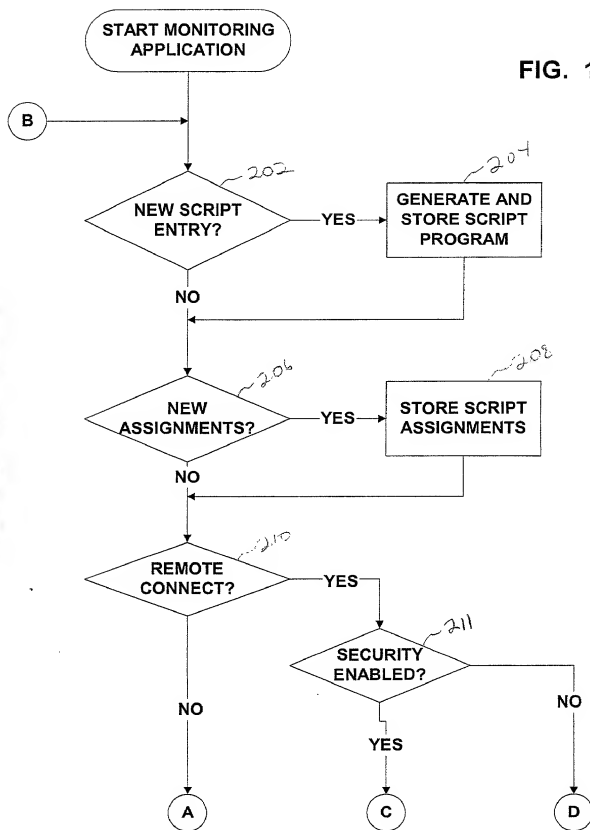 START MONITORING
APPLICATION
FIG. 1
B
202
204
NEW SCRIPT
ENTRY?
YES
GENERATE AND
STORE SCRIPT
PROGRAM
NO
206
208
NEW
ASSIGNMENTS?
YES
STORE SCRIPT
ASSIGNMENTS
NO
210
REMOTE
CONNECT?
YES
211
SECURITY
ENABLED?
NO
NO
YES
A
C
D